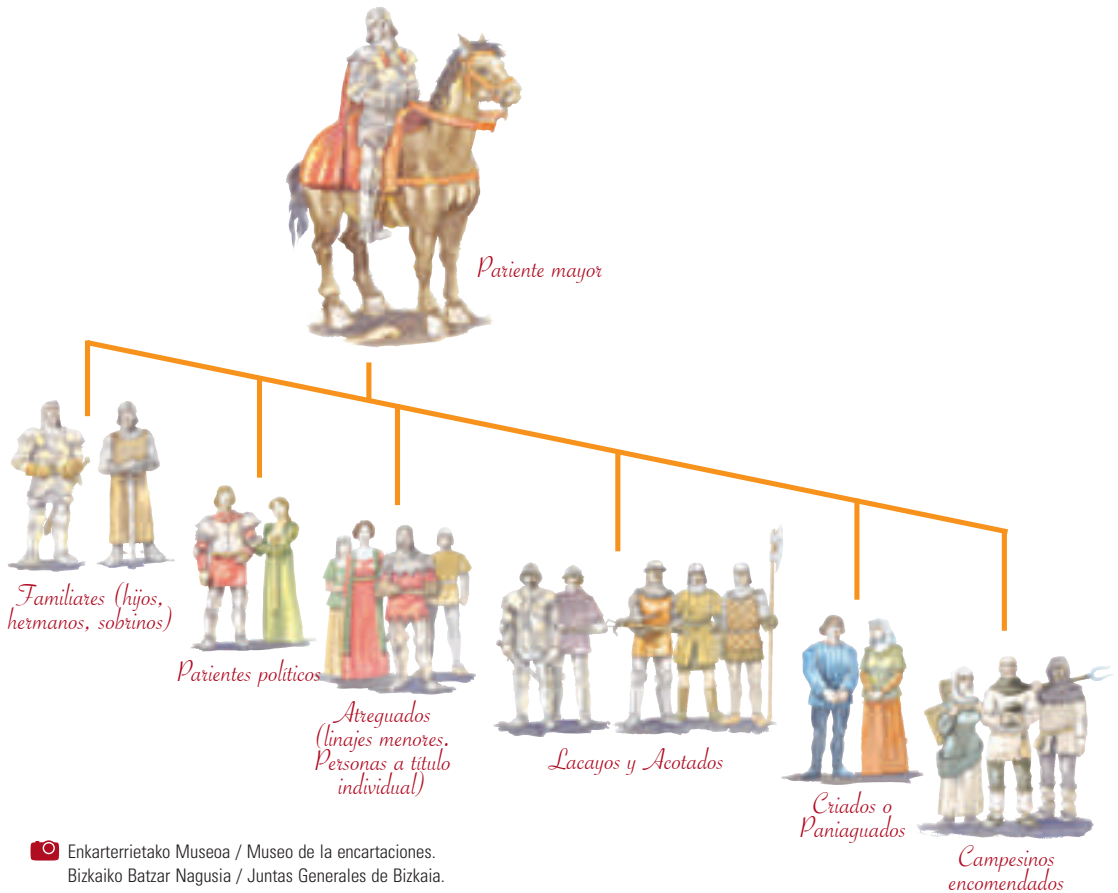 Pariente mayor
Familiares (hijos,
hermanos, sobrinos)
Parientes políticos
Atreguados
(linajes menores.
Personas a título
individual)
Lacayos y Acotados
Criados o
Paniaguados
Campesinos
encomendados
Enkarterrietako Museoa / Museo de la encartaciones.
Bizkaiko Batzar Nagusia / Juntas Generales de Bizkaia.